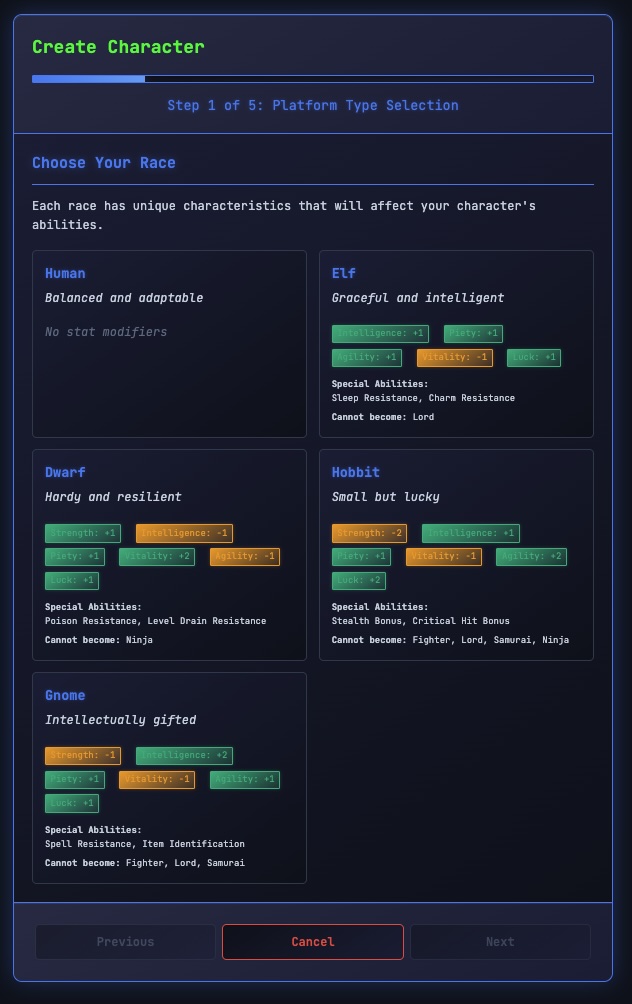 Create Character
Step 1 of 5: Platform Type Selection
Choose Your Race
Each race has unique characteristics that will affect your character's
abilities.
Human
Balanced and adaptable
No stat modifiers
Elf
Graceful and intelligent
Intelligence: +1 Piety: +1
Agility: +1 Vitality: -1 Luck: +1
Special Abilities:
Sleep Resistance, Charm Resistance
Cannot become: Lord
Dwarf
Hardy and resilient
Strength: +1 Intelligence: -1
Piety: +1 Vitality: +2 Agility: -1
Luck: +1
Special Abilities:
Poison Resistance, Level Drain Resistance
Cannot become: Ninja
Hobbit
Small but lucky
Strength: -2 Intelligence: +1
Piety: +1 Vitality: -1 Agility: +2
Luck: +2
Special Abilities:
Stealth Bonus, Critical Hit Bonus
Cannot become: Fighter, Lord, Samurai, Ninja
Gnome
Intellectually gifted
Strength: -1 Intelligence: +2
Piety: +1 Vitality: -1 Agility: +1
Luck: +1
Special Abilities:
Spell Resistance, Item Identification
Cannot become: Fighter, Lord, Samurai
Previous Cancel Next